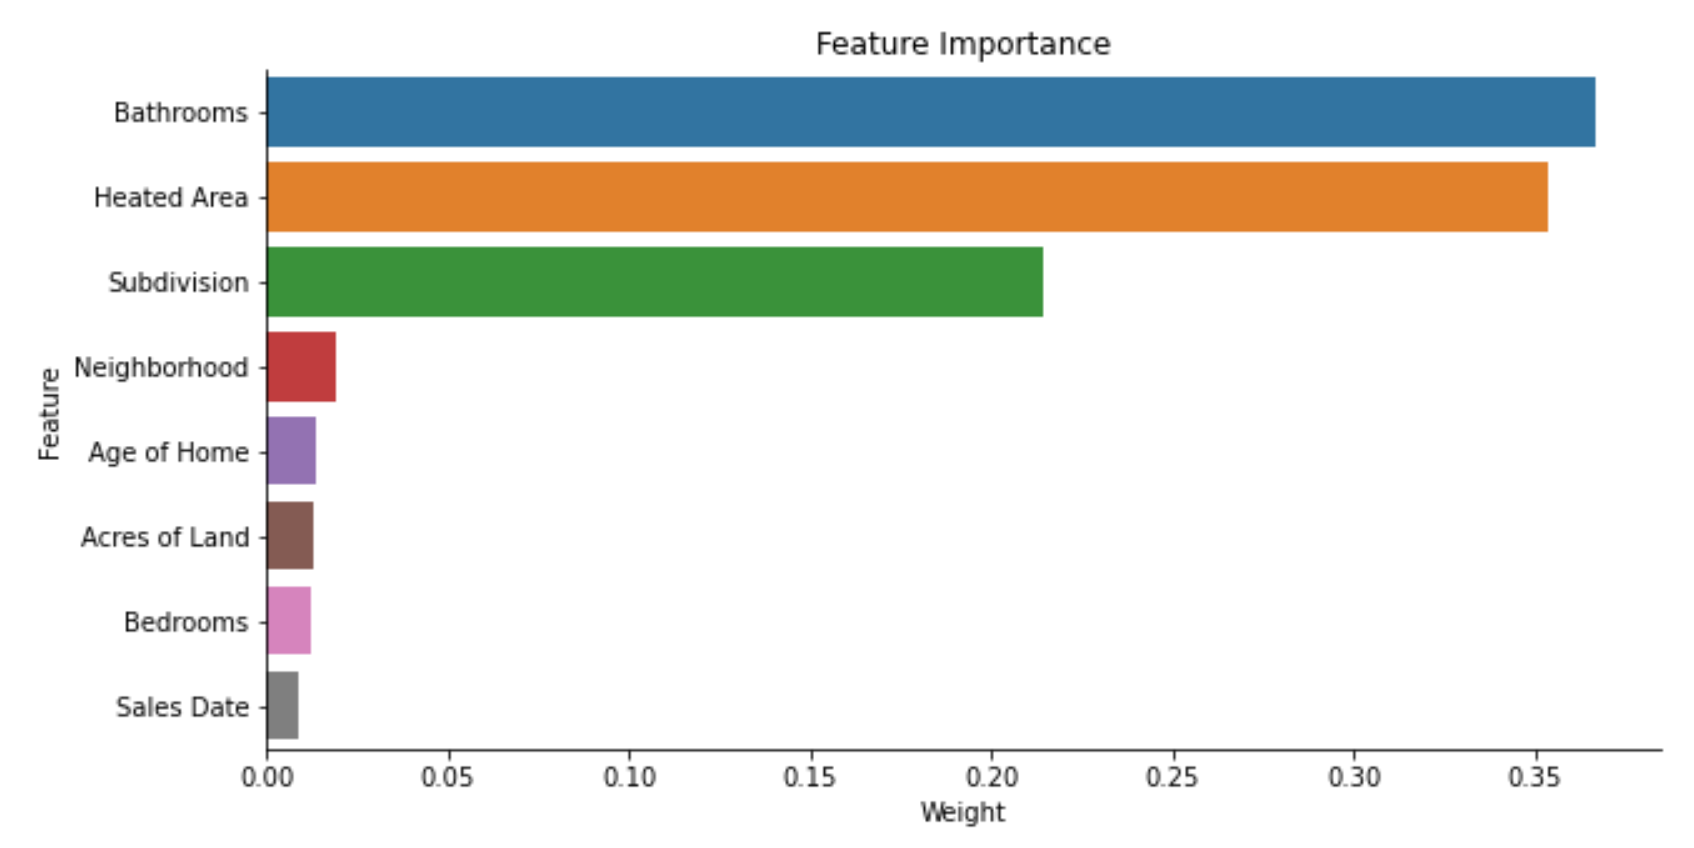 Feature Importance
Bathrooms
Heated Area
Subdivision
Neighborhood
Age of Home
Acres of Land
Bedrooms
Sales Date
Feature
0.00 0.05 0.10 0.15 0.20 0.25 0.30 0.35
Weight